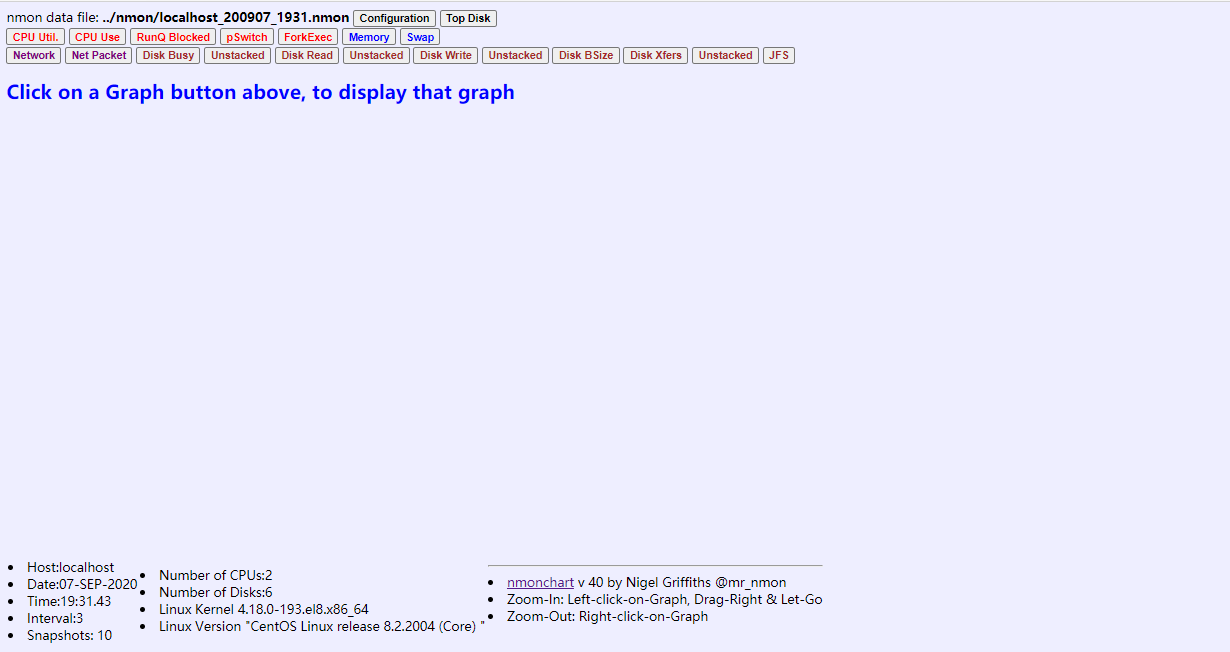 nmon data file: ../nmon/localhost_200907_1931.nmon Configuration Top Disk
CPU Util. CPU Use RunQ Blocked pSwitch ForkExec Memory Swap
Network Net Packet Disk Busy Unstacked Disk Read Unstacked Disk Write Unstacked Disk BSize Disk Xfers Unstacked JFS
Click on a Graph button above, to display that graph
Host:localhost
Date:07-SEP-2020
Time:19:31.43
Interval:3
Snapshots: 10
Number of CPUs:2
Number of Disks:6
Linux Kernel 4.18.0-193.el8.x86_64
Linux Version "CentOS Linux release 8.2.2004 (Core) "
nmonchart v 40 by Nigel Griffiths @mr_nmon
Zoom-In: Left-click-on-Graph, Drag-Right & Let-Go
Zoom-Out: Right-click-on-Graph